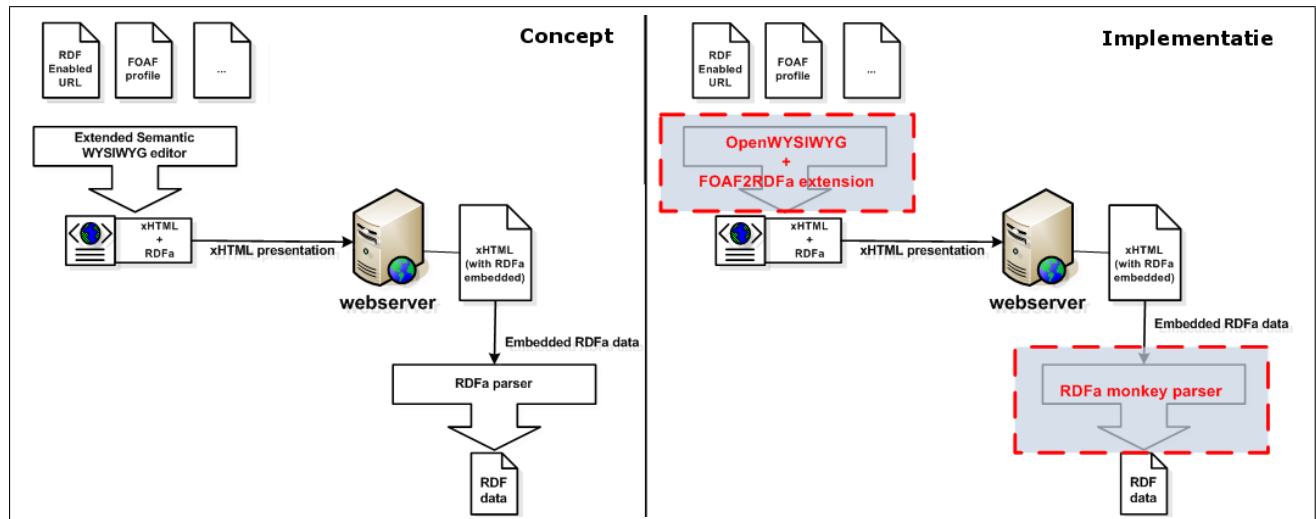 Concept
RDF
Enabled
URL
FOAF
profile
...
Extended Semantic
WYSIWYG editor
xHTML
+
RDFa
xHTML presentation
webserver
xHTML
(with RDFa
embedded)
Embedded RDFa data
RDFa parser
RDF
data
Implementatie
RDF
Enabled
URL
FOAF
profile
...
OpenWYSIWYG
+
FOAF2RDFa extension
xHTML
+
RDFa
xHTML presentation
webserver
xHTML
(with RDFa
embedded)
Embedded RDFa data
RDFa monkey parser
RDF
data